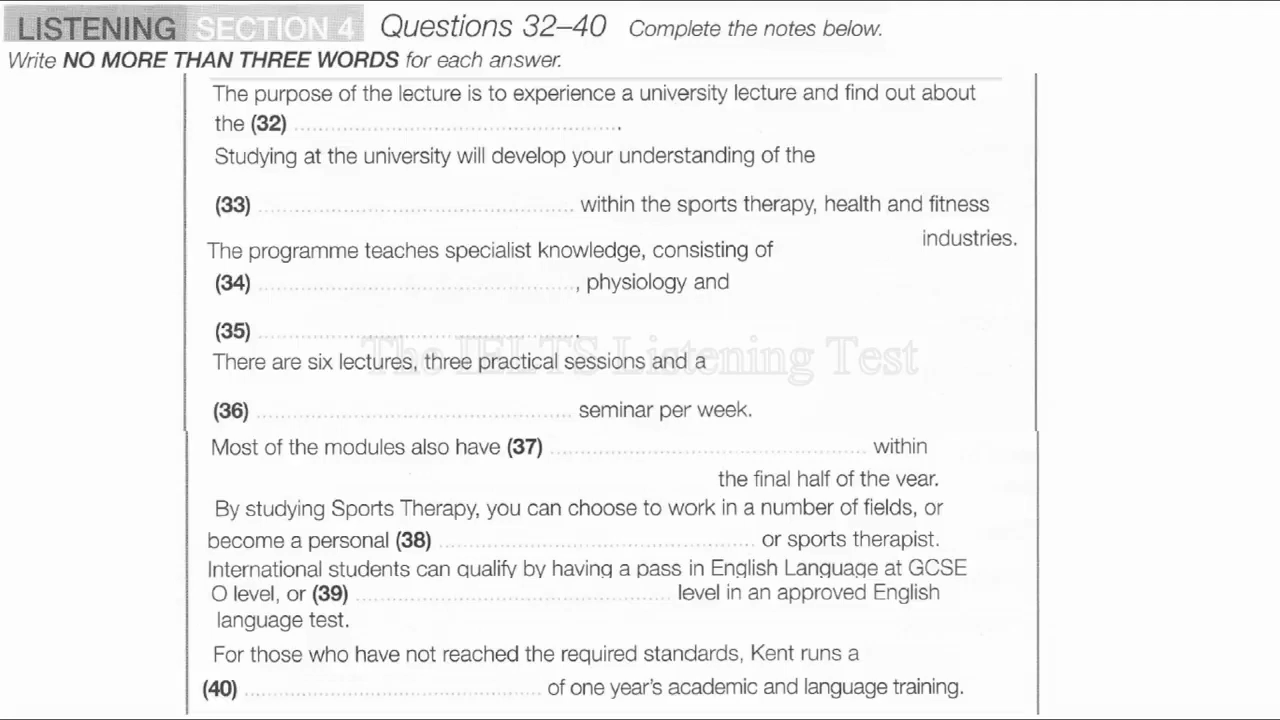 LISTENING SECTION 4 Questions 32–40 Complete the notes below.
Write NO MORE THAN THREE WORDS for each answer.
The purpose of the lecture is to experience a university lecture and find out about
the (32) .................................................... .
Studying at the university will develop your understanding of the
(33) .................................................... within the sports therapy, health and fitness
industries.
The programme teaches specialist knowledge, consisting of
(34) .................................................... , physiology and
(35) .................................................... .
The IELTS Listening Test
There are six lectures, three practical sessions and a
(36) .................................................... seminar per week.
Most of the modules also have (37) .................................................... within
the final half of the year.
By studying Sports Therapy, you can choose to work in a number of fields, or
become a personal (38) .................................................... or sports therapist.
International students can qualify by having a pass in English Language at GCSE
O level, or (39) .................................................... level in an approved English
language test.
For those who have not reached the required standards, Kent runs a
(40) .................................................... of one year's academic and language training.